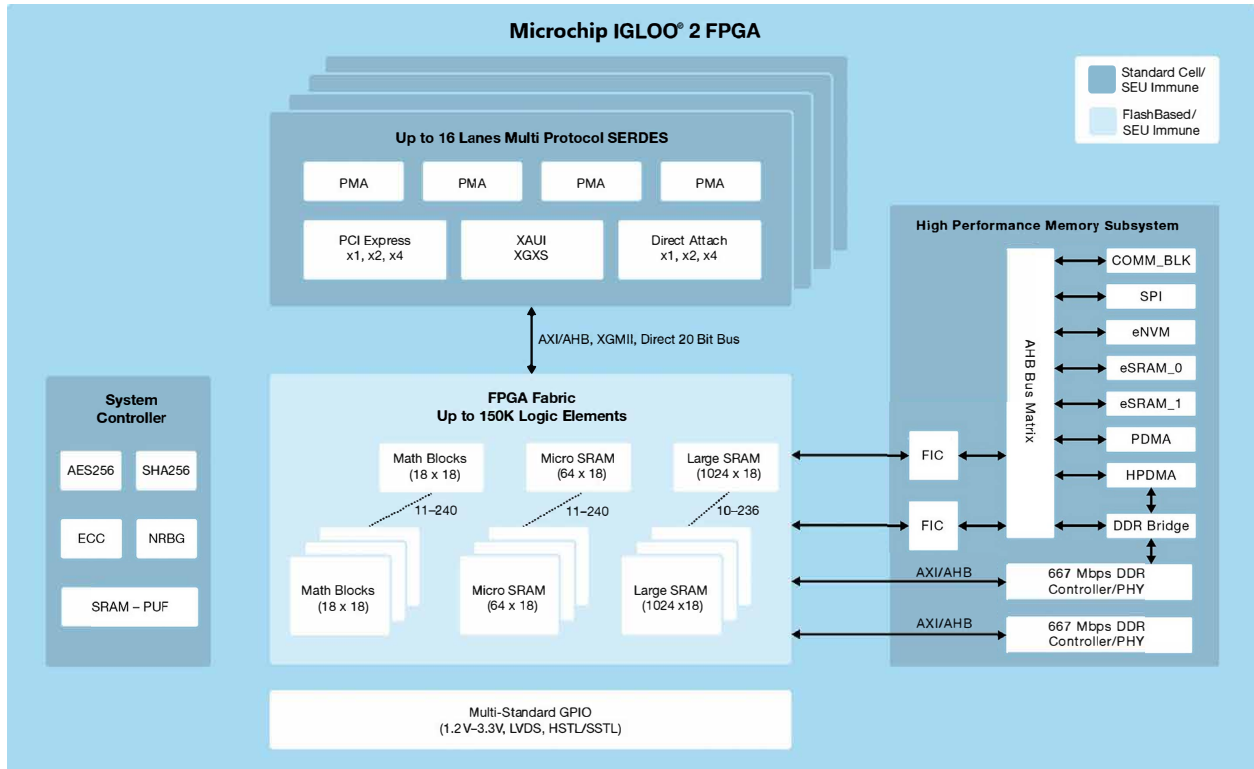 Microchip IGLOO® 2 FPGA
Standard Cell/
SEU Immune
FlashBased/
SEU Immune
Up to 16 Lanes Multi Protocol SERDES
PMA
PMA
PMA
PMA
PCI Express
x1, x2, x4
XAUI
XGXS
Direct Attach
x1, x2, x4
AXI/AHB, XGMII, Direct 20 Bit Bus
System
Controller
AES256
SHA256
ECC
NRBG
SRAM – PUF
FPGA Fabric
Up to 150K Logic Elements
Math Blocks
(18 x 18)
Micro SRAM
(64 x 18)
Large SRAM
(1024 x 18)
11–240
11–240
10–236
Math Blocks
(18 x 18)
Micro SRAM
(64 x 18)
Large SRAM
(1024 x18)
Multi-Standard GPIO
(1.2V–3.3V, LVDS, HSTL/SSTL)
High Performance Memory Subsystem
AHB Bus Matrix
COMM_BLK
SPI
eNVM
eSRAM_0
eSRAM_1
PDMA
HPDMA
DDR Bridge
FIC
FIC
AXI/AHB
667 Mbps DDR
Controller/PHY
AXI/AHB
667 Mbps DDR
Controller/PHY